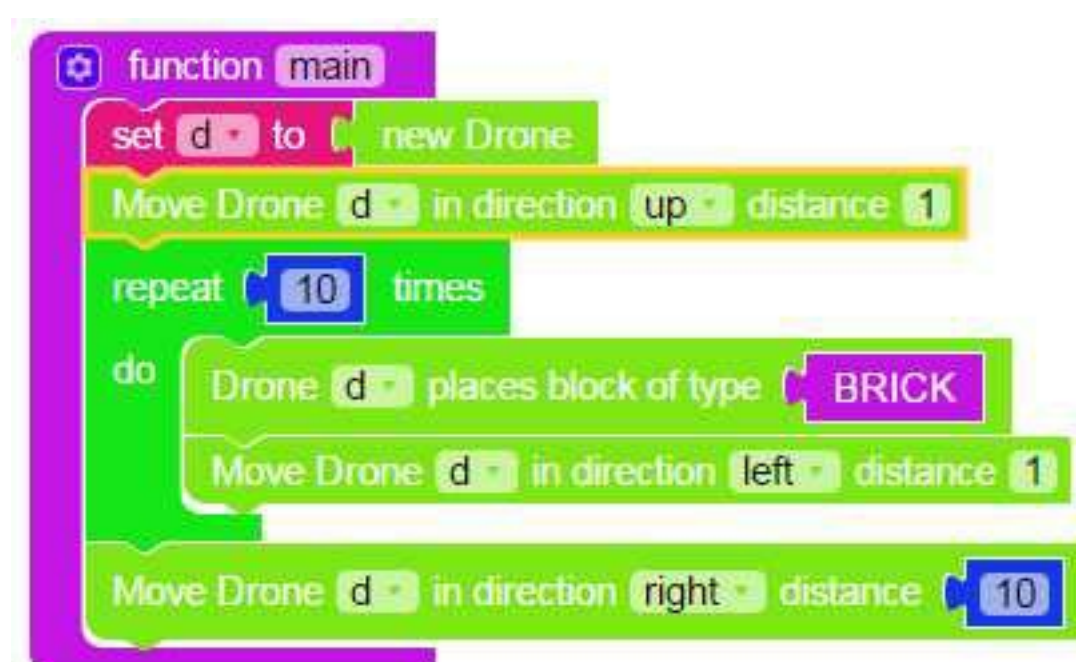 function main
set d to new Drone
Move Drone d in direction up distance 1
repeat 10 times
do
Drone d places block of type BRICK
Move Drone d in direction left distance 1
Move Drone d in direction right distance 10